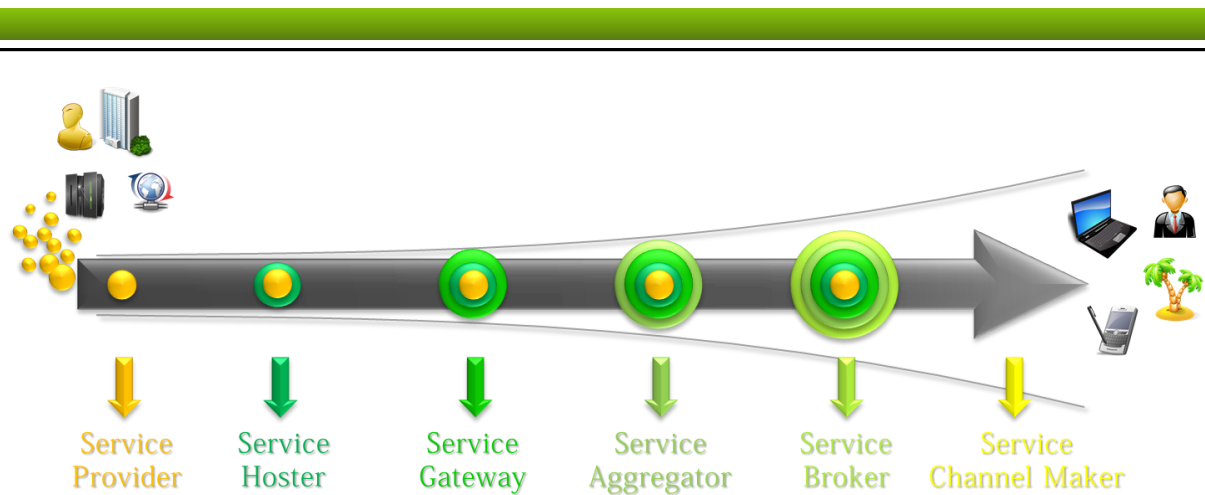 Service
Provider
Service
Hoster
Service
Gateway
Service
Aggregator
Service
Broker
Service
Channel Maker